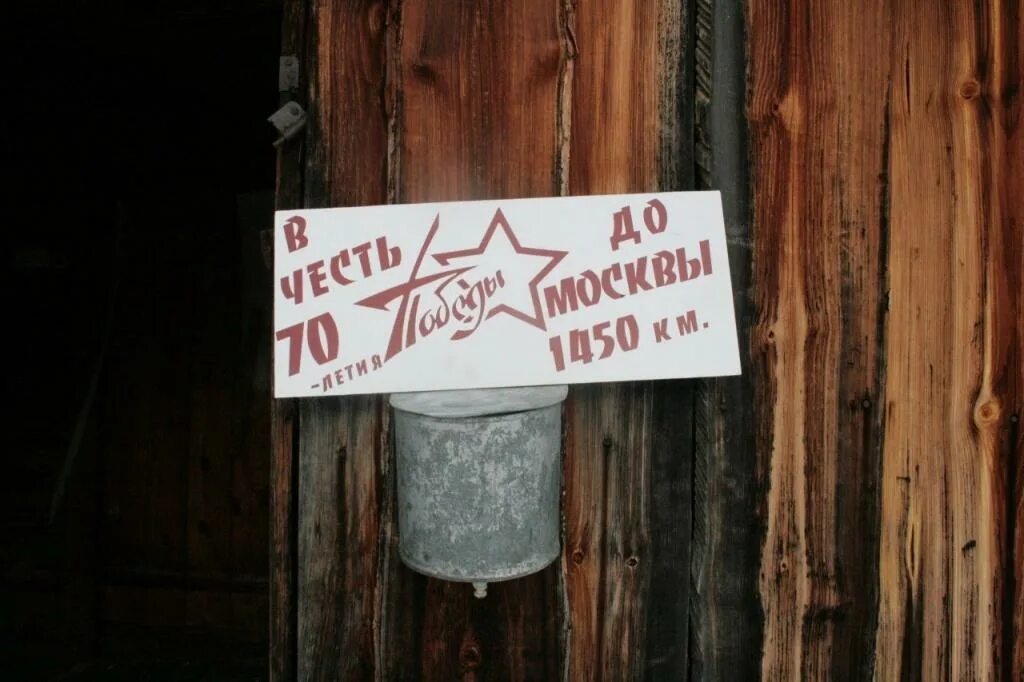 В
ЧЕСТЬ
70
-ЛЕТИЯ
Победы
ДО
МОСКВЫ
1450 КМ.